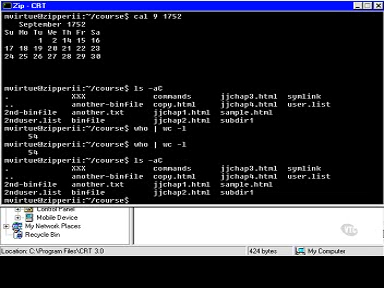 Zip - CRT
mvirtue@zipperii:~/course$ cal 9 1752
September 1752
Su Mo Tu We Th Fr Sa
1 2 14 15 16
17 18 19 20 21 22 23
24 25 26 27 28 29 30
mvirtue@zipperii:~/course$ ls -aC
. XXX commands jjchap3.html symlink
.. another-binfile copy.html jjchap4.html user.list
2nd-binfile another.txt jjchap1.html sample.html
2nduser.list binfile jjchap2.html subdir1
mvirtue@zipperii:~/course$ who | wc -l
54
mvirtue@zipperii:~/course$ who | wc -l
54
mvirtue@zipperii:~/course$ ls -aC
. XXX commands jjchap3.html symlink
.. another-binfile copy.html jjchap4.html user.list
2nd-binfile another.txt jjchap1.html sample.html
2nduser.list binfile jjchap2.html subdir1
mvirtue@zipperii:~/course$
Control Panel
Mobile Device
My Network Places
Recycle Bin
VTC
Location: C:\Program Files\CRT 3.0 424 bytes My Computer